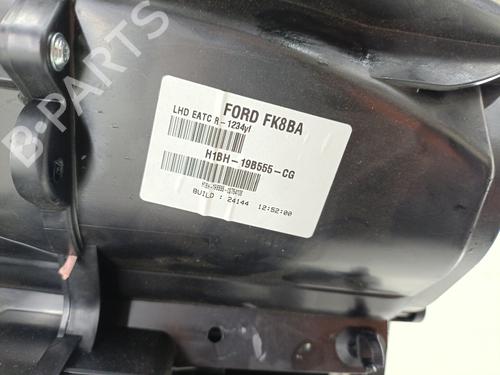 B-PARTS
FORD FK8BA
LHD EATC R-1234yf
H1BH-19B555-CG
BUILD : 24144 12:52:00